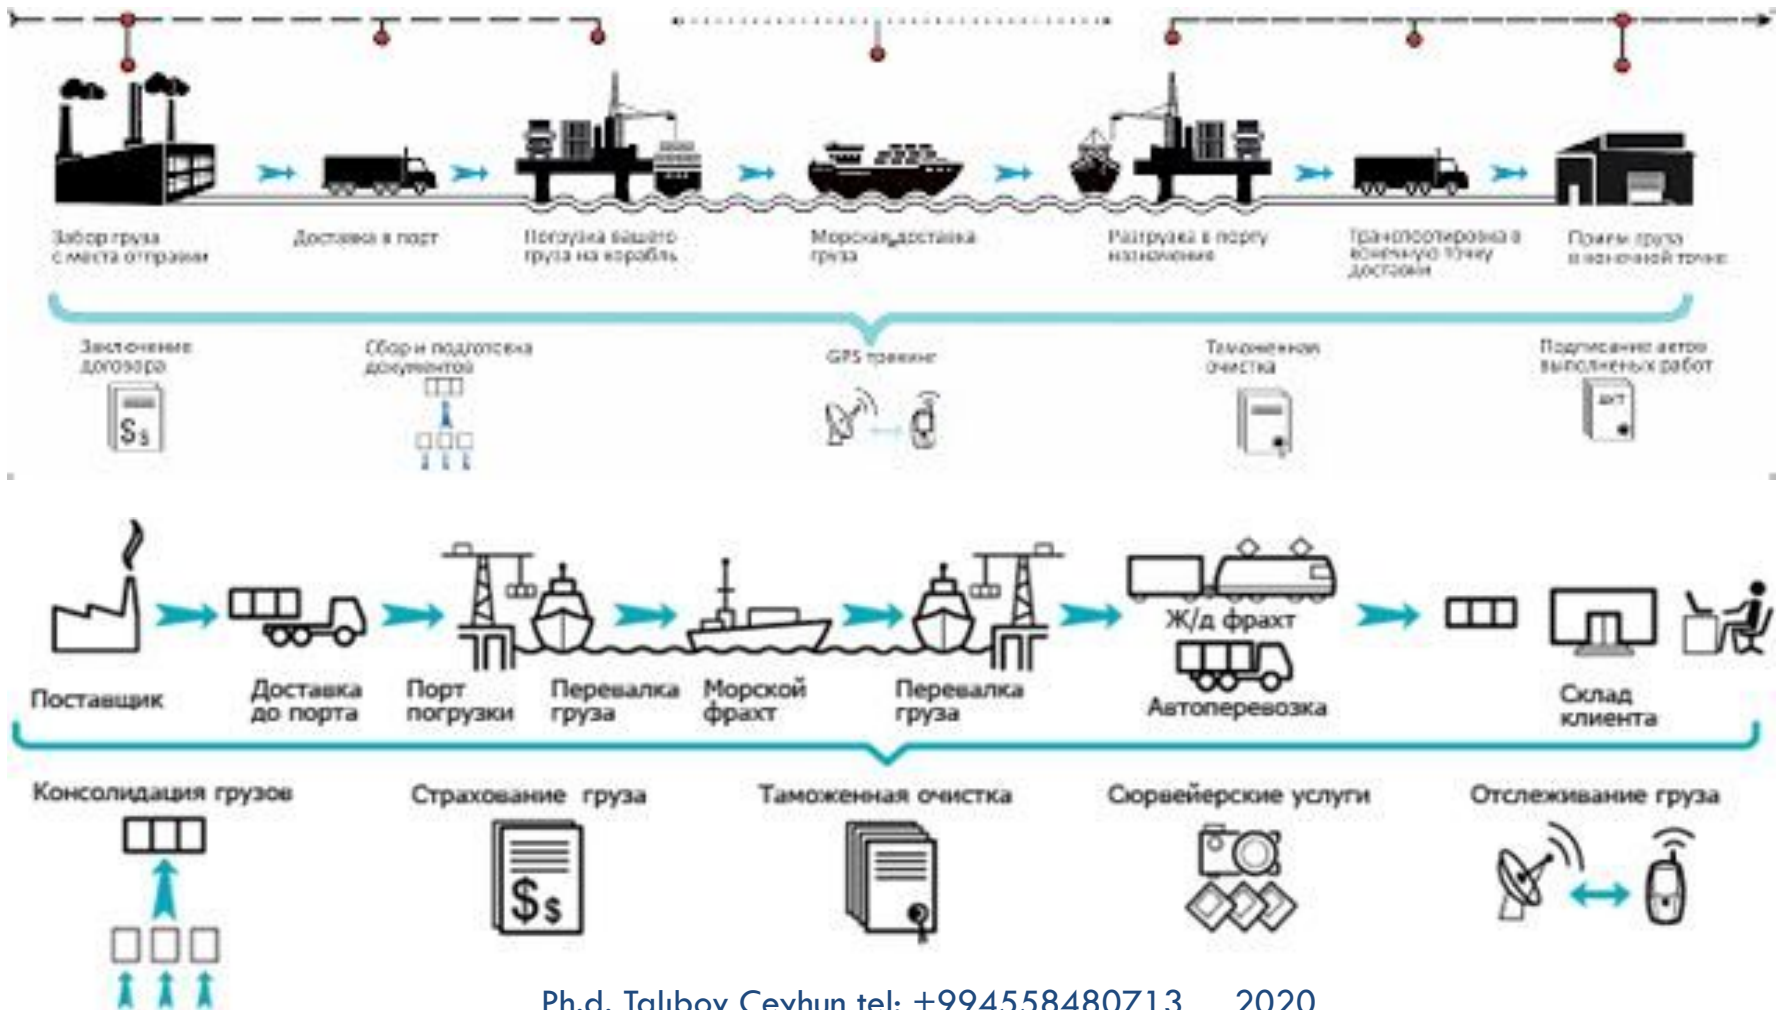 Забор груза
с места отправки
Доставка в порт
Погрузка вашего
груза на корабль
Морская доставка
груза
Разгрузка в порту
назначения
Транспортировка в
конечную точку
доставки
Прием груза
в конечной точке
Заключение
договора
$ $
Сбор и подготовка
документов
GPS трекинг
Таможенная
очистка
Подписание актов
выполненых работ
АКТ
Поставщик
Доставка
до порта
Порт
погрузки
Перевалка
груза
Морской
фрахт
Перевалка
груза
Ж/д фрахт
Автоперевозка
Склад
клиента
Консолидация грузов
Страхование груза
$ $
Таможенная очистка
Сюрвейерские услуги
Отслеживание груза
Ph.d. Talıbov Ceyhun tel: +994558480713 2020